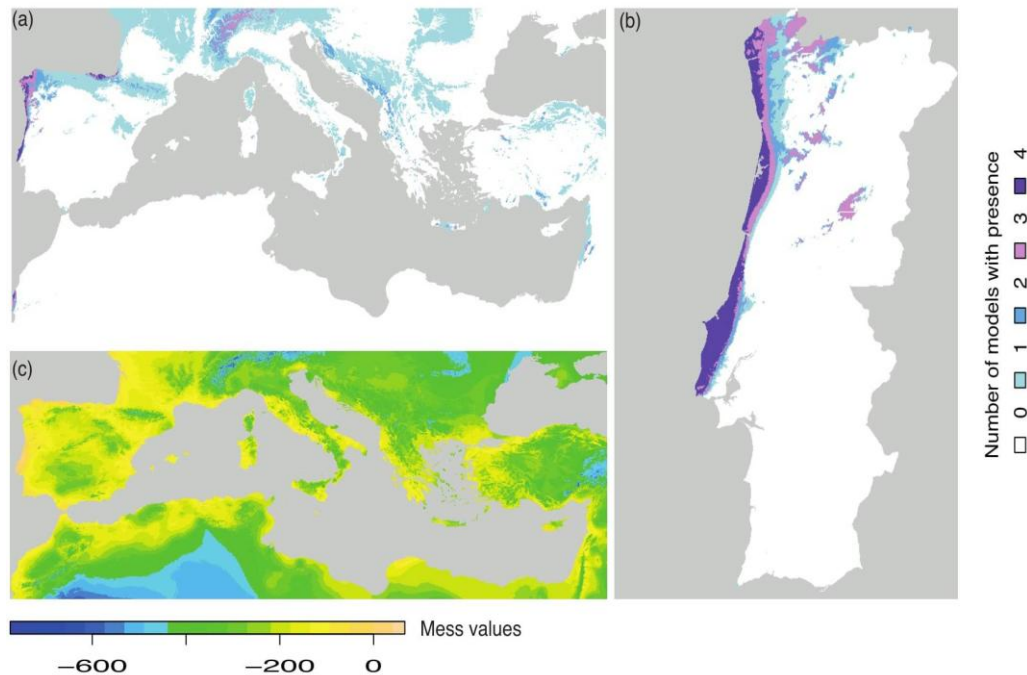 (a)
(b)
(c)
Number of models with presence
0 1 2 3 4
Mess values
−600 −200 0